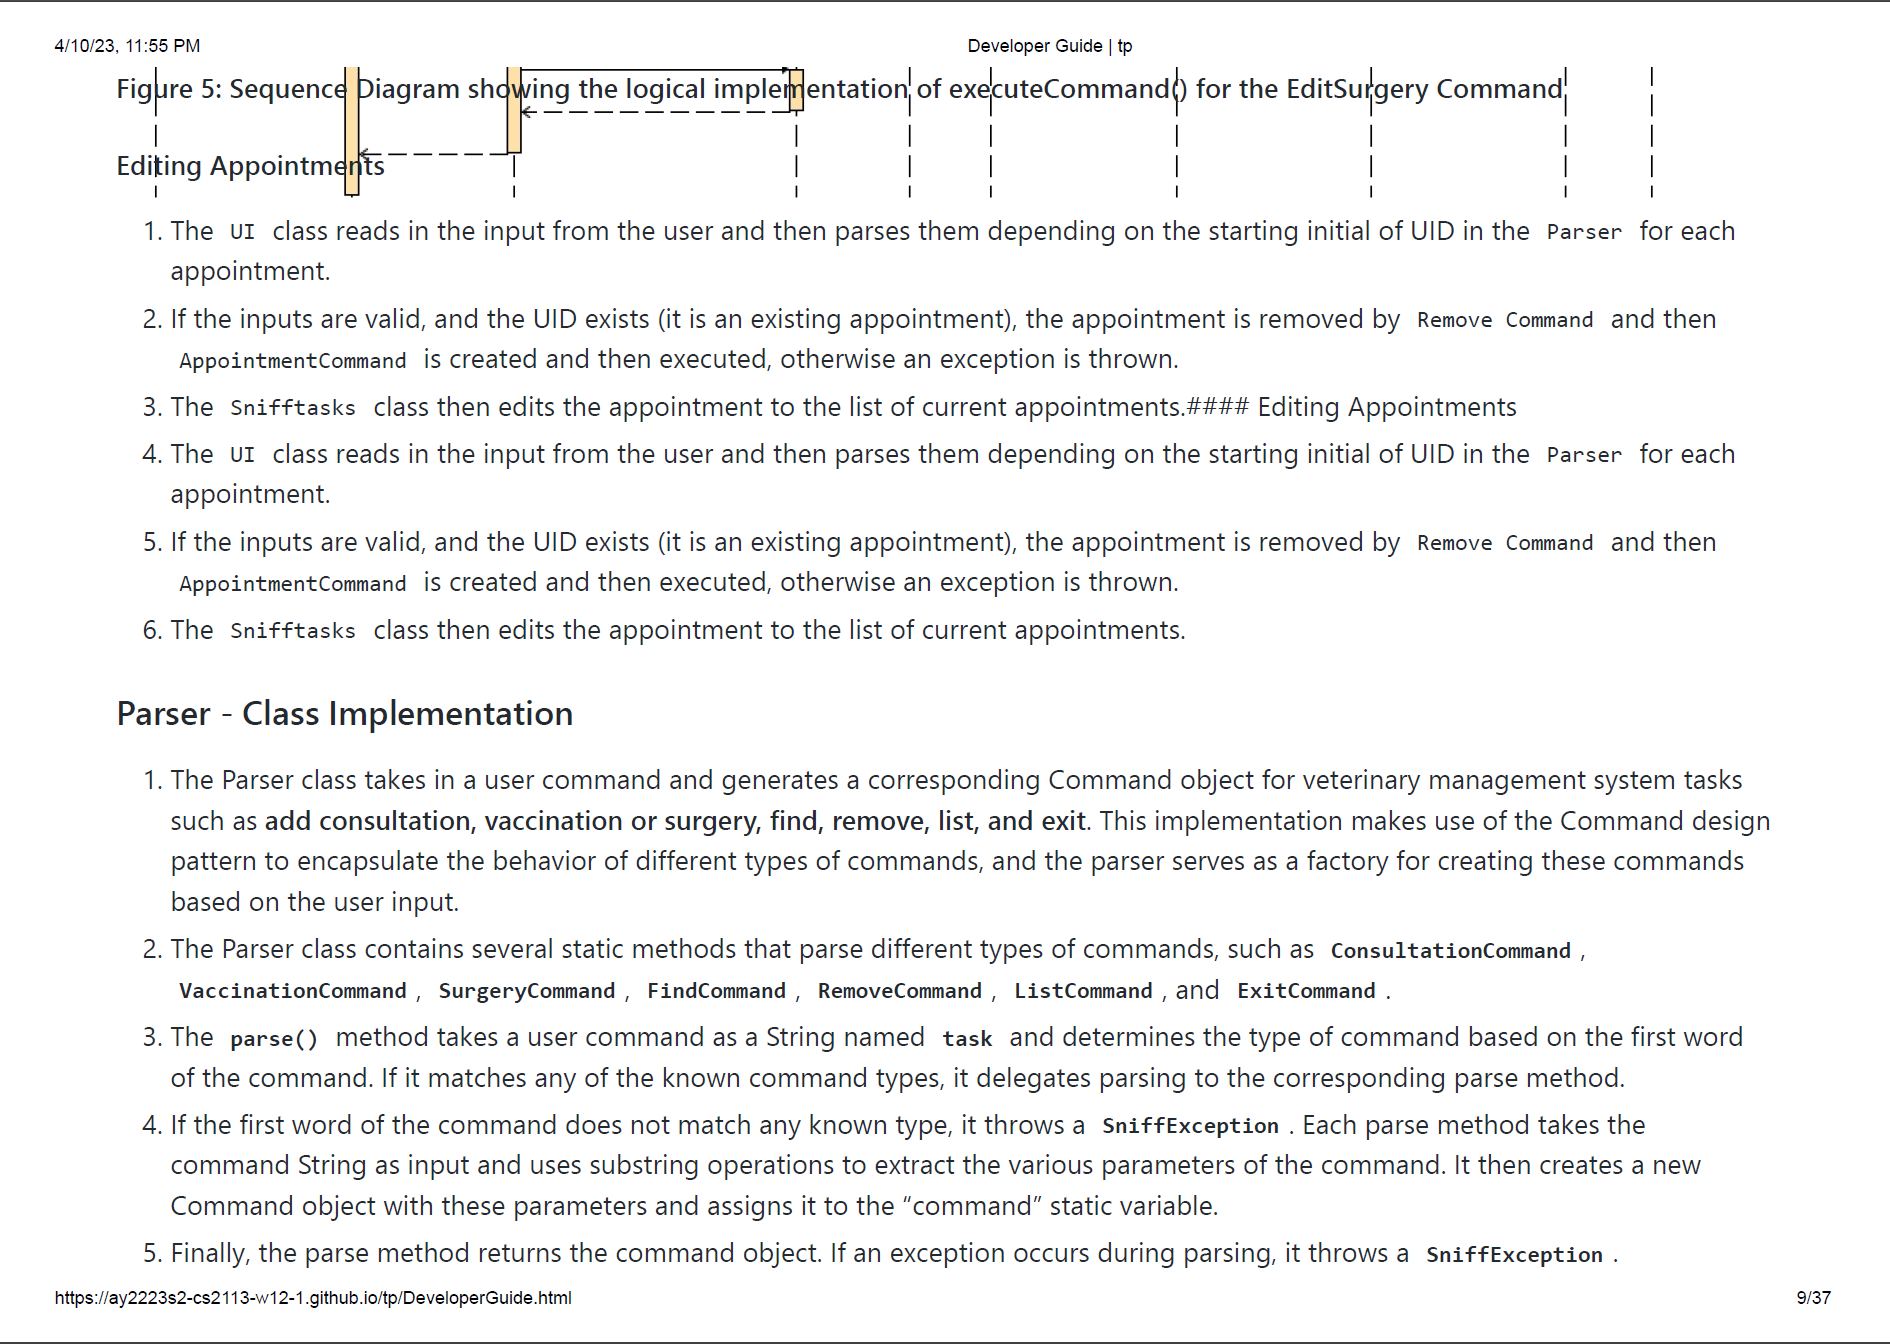 4/10/23, 11:55 PM
Developer Guide | tp
Figure 5: Sequence Diagram showing the logical implementation of executeCommand() for the EditSurgery Command
Editing Appointments
1. The UI class reads in the input from the user and then parses them depending on the starting initial of UID in the Parser for each
appointment.
2. If the inputs are valid, and the UID exists (it is an existing appointment), the appointment is removed by Remove Command and then
AppointmentCommand is created and then executed, otherwise an exception is thrown.
3. The Snifftasks class then edits the appointment to the list of current appointments.#### Editing Appointments
4. The UI class reads in the input from the user and then parses them depending on the starting initial of UID in the Parser for each
appointment.
5. If the inputs are valid, and the UID exists (it is an existing appointment), the appointment is removed by Remove Command and then
AppointmentCommand is created and then executed, otherwise an exception is thrown.
6. The Snifftasks class then edits the appointment to the list of current appointments.
Parser - Class Implementation
1. The Parser class takes in a user command and generates a corresponding Command object for veterinary management system tasks
such as add consultation, vaccination or surgery, find, remove, list, and exit. This implementation makes use of the Command design
pattern to encapsulate the behavior of different types of commands, and the parser serves as a factory for creating these commands
based on the user input.
2. The Parser class contains several static methods that parse different types of commands, such as ConsultationCommand ,
VaccinationCommand , SurgeryCommand , FindCommand , RemoveCommand , ListCommand , and ExitCommand .
3. The parse() method takes a user command as a String named task and determines the type of command based on the first word
of the command. If it matches any of the known command types, it delegates parsing to the corresponding parse method.
4. If the first word of the command does not match any known type, it throws a SniffException . Each parse method takes the
command String as input and uses substring operations to extract the various parameters of the command. It then creates a new
Command object with these parameters and assigns it to the “command” static variable.
5. Finally, the parse method returns the command object. If an exception occurs during parsing, it throws a SniffException .
https://ay2223s2-cs2113-w12-1.github.io/tp/DeveloperGuide.html
9/37